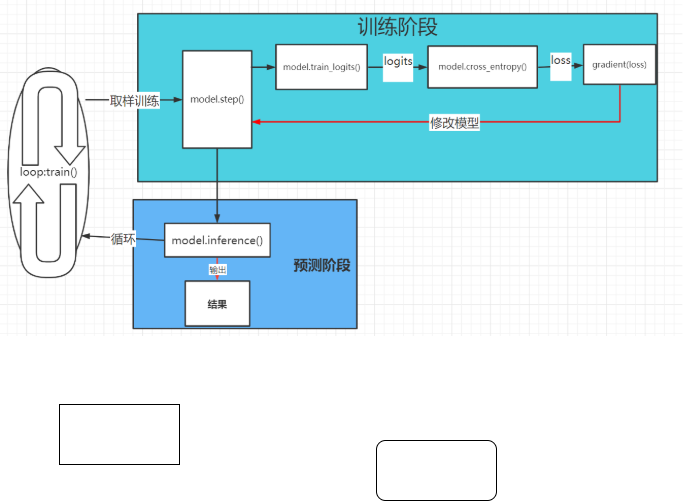 训练阶段
model.train_logits()
logits
model.cross_entropy()
loss
gradient(loss)
取样训练
model.step()
修改模型
loop:train()
循环
model.inference()
输出
预测阶段
结果